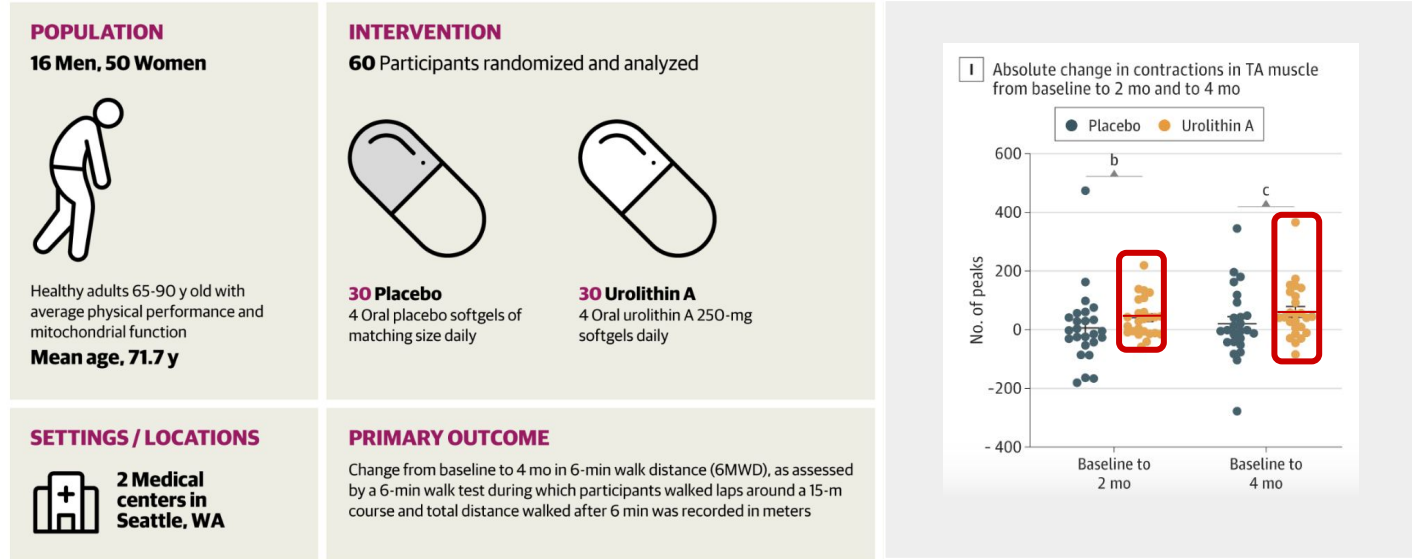 POPULATION
16 Men, 50 Women
Healthy adults 65-90 y old with
average physical performance and
mitochondrial function
Mean age, 71.7 y
INTERVENTION
60 Participants randomized and analyzed
30 Placebo
4 Oral placebo softgels of
matching size daily
30 Urolithin A
4 Oral urolithin A 250-mg
softgels daily
SETTINGS / LOCATIONS
2 Medical
centers in
Seattle, WA
PRIMARY OUTCOME
Change from baseline to 4 mo in 6-min walk distance (6MWD), as assessed
by a 6-min walk test during which participants walked laps around a 15-m
course and total distance walked after 6 min was recorded in meters
I Absolute change in contractions in TA muscle
from baseline to 2 mo and to 4 mo
Placebo Urolithin A
No. of peaks
600
400
200
0
-200
-400
b
c
Baseline to
2 mo
Baseline to
4 mo